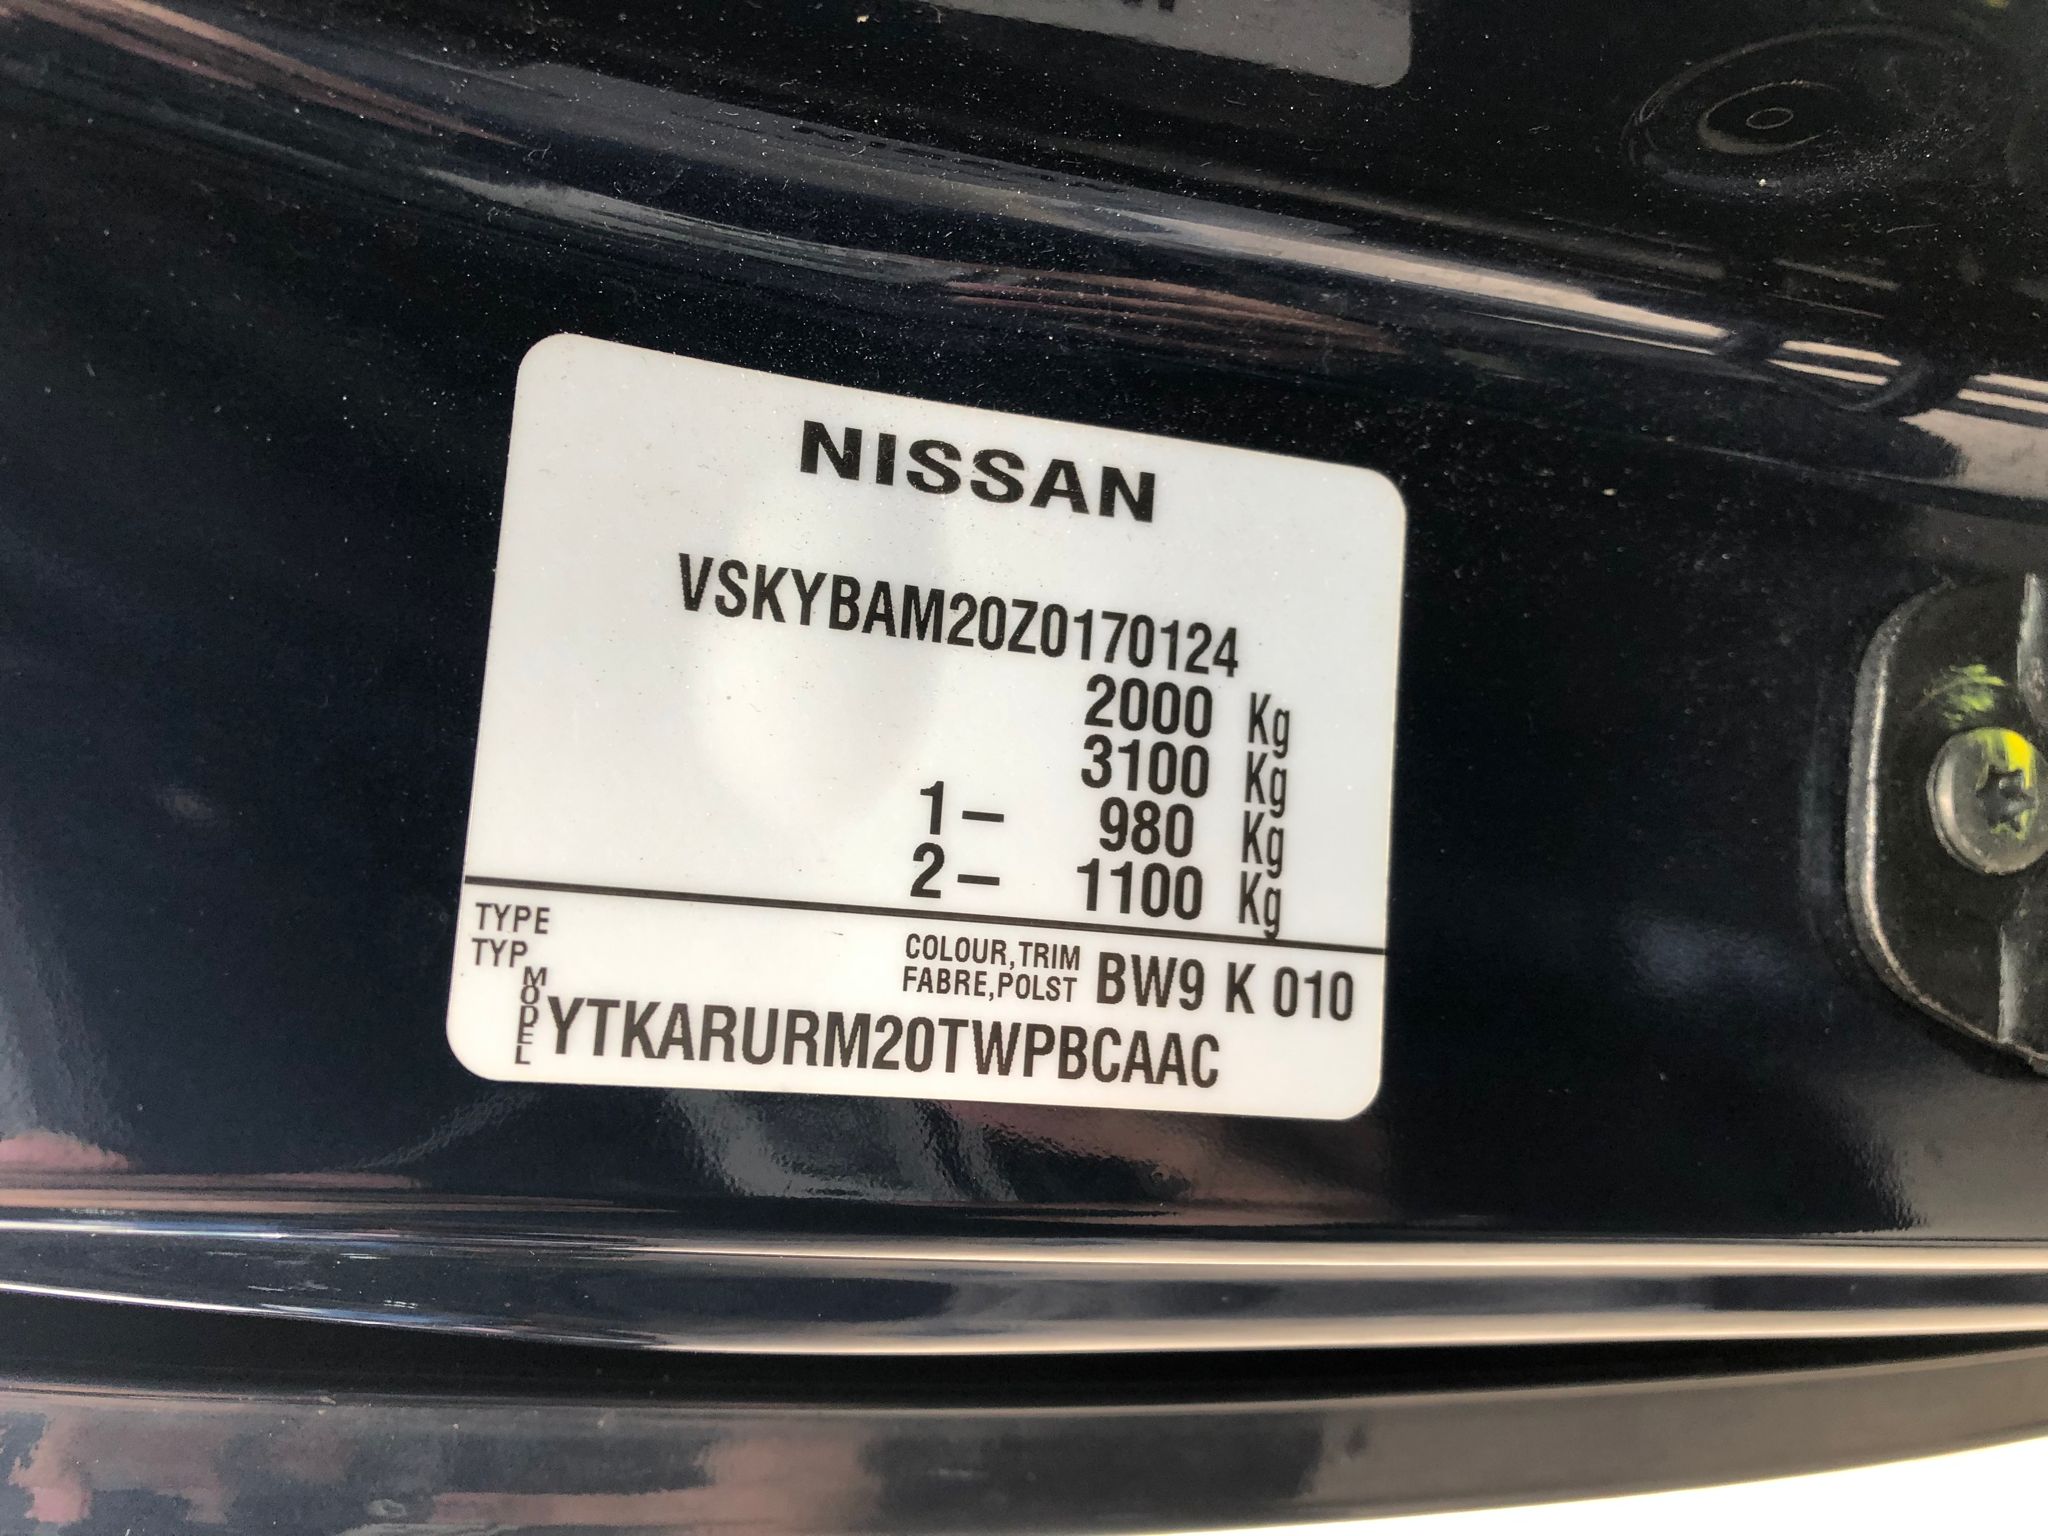 NISSAN
VSKYBAM20Z0170124
2000 Kg
3100 Kg
1 – 980 Kg
2 – 1100 Kg
TYPE
TYP
COLOUR,TRIM
FABRE,POLST
BW9 K 010
MODEL
YTKARURM20TWPBCAAC